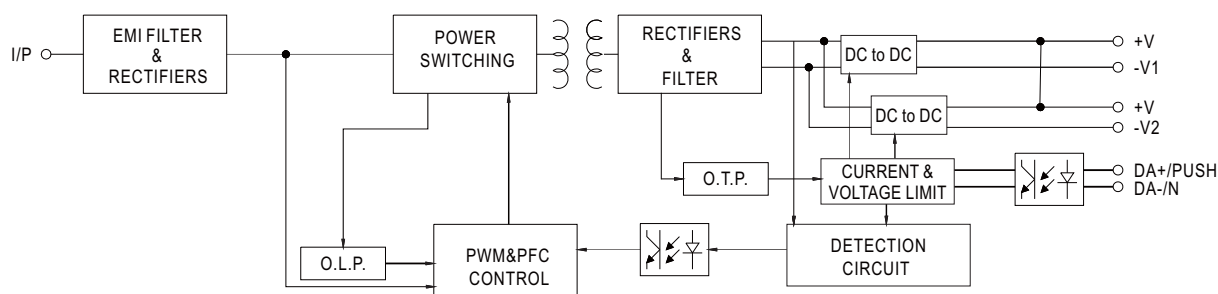 I/P
EMI FILTER
&
RECTIFIERS
POWER
SWITCHING
RECTIFIERS
&
FILTER
DC to DC
+V
-V1
DC to DC
+V
-V2
O.T.P.
CURRENT &
VOLTAGE LIMIT
DA+/PUSH
DA-/N
O.L.P.
PWM&PFC
CONTROL
DETECTION
CIRCUIT